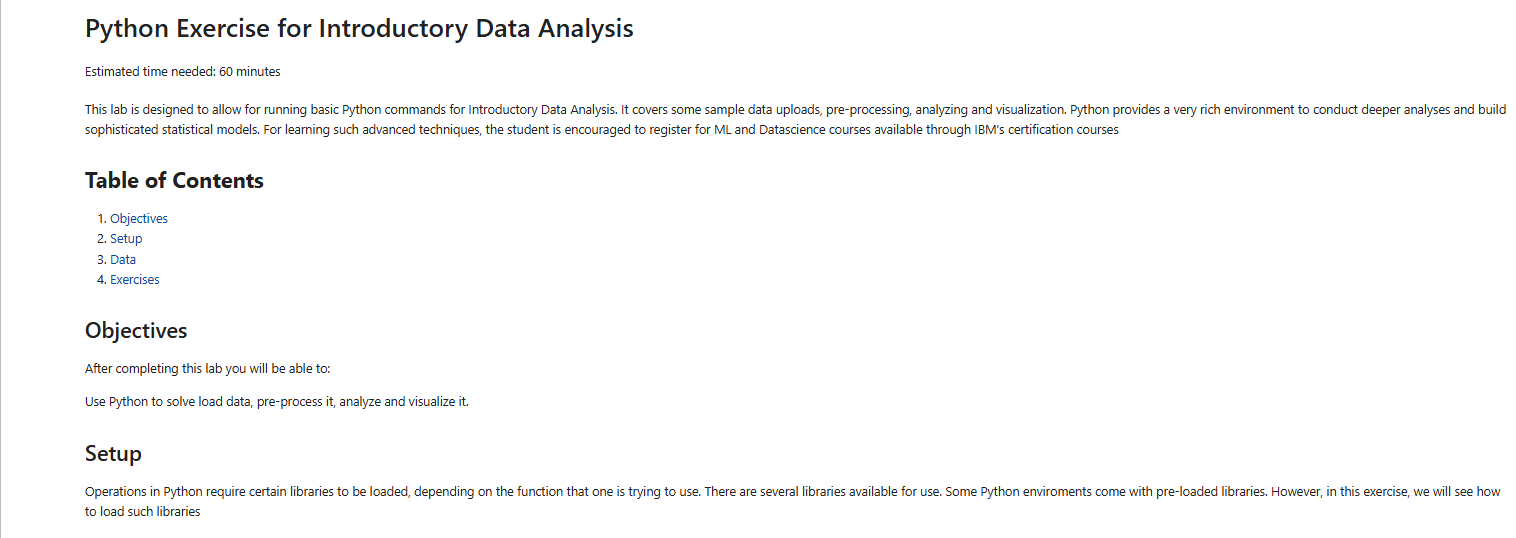 Python Exercise for Introductory Data Analysis
Estimated time needed: 60 minutes
This lab is designed to allow for running basic Python commands for Introductory Data Analysis. It covers some sample data uploads, pre-processing, analyzing and visualization. Python provides a very rich environment to conduct deeper analyses and build
sophisticated statistical models. For learning such advanced techniques, the student is encouraged to register for ML and Datascience courses available through IBM's certification courses
Table of Contents
1. Objectives
2. Setup
3. Data
4. Exercises
Objectives
After completing this lab you will be able to:
Use Python to solve load data, pre-process it, analyze and visualize it.
Setup
Operations in Python require certain libraries to be loaded, depending on the function that one is trying to use. There are several libraries available for use. Some Python enviroments come with pre-loaded libraries. However, in this exercise, we will see how
to load such libraries